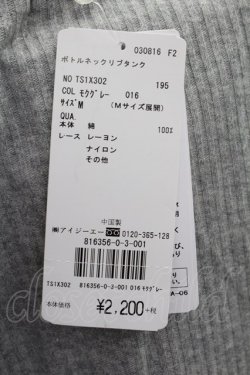 030816 F2
ボトルネックリブタンク
NO TS1X302 195
COL モクグレー 016
サイズM (Mサイズ展開)
QUA.
本体 綿 100%
レース レーヨン
ナイロン
その他
中国製
㈱アイジーエー 0120-365-128
816356-0-3-001
TS1X302
816356-0-3-001 016 モクグレー
本体価格 ¥2,200 +税
A-06